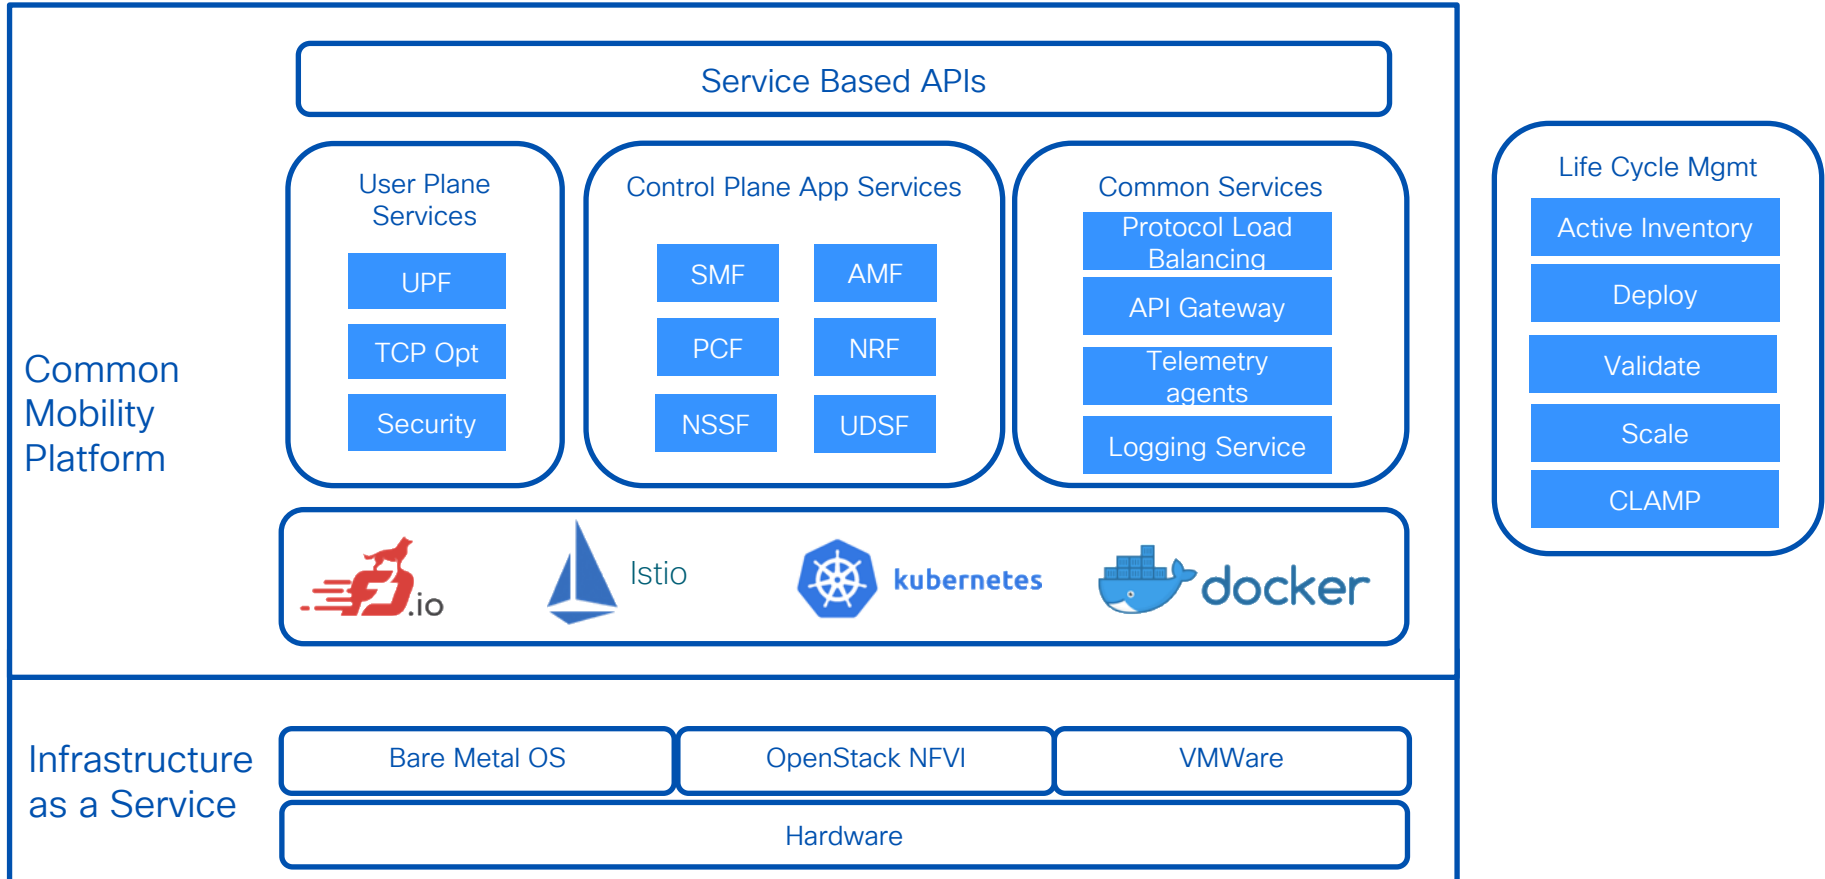 Service Based APIs
User Plane
Services
UPF
TCP Opt
Security
Control Plane App Services
SMF
AMF
PCF
NRF
NSSF
UDSF
Common Services
Protocol Load
Balancing
API Gateway
Telemetry
agents
Logging Service
Life Cycle Mgmt
Active Inventory
Deploy
Validate
Scale
CLAMP
Common
Mobility
Platform
FD.io
Istio
kubernetes
docker
Infrastructure
as a Service
Bare Metal OS
OpenStack NFVI
VMWare
Hardware